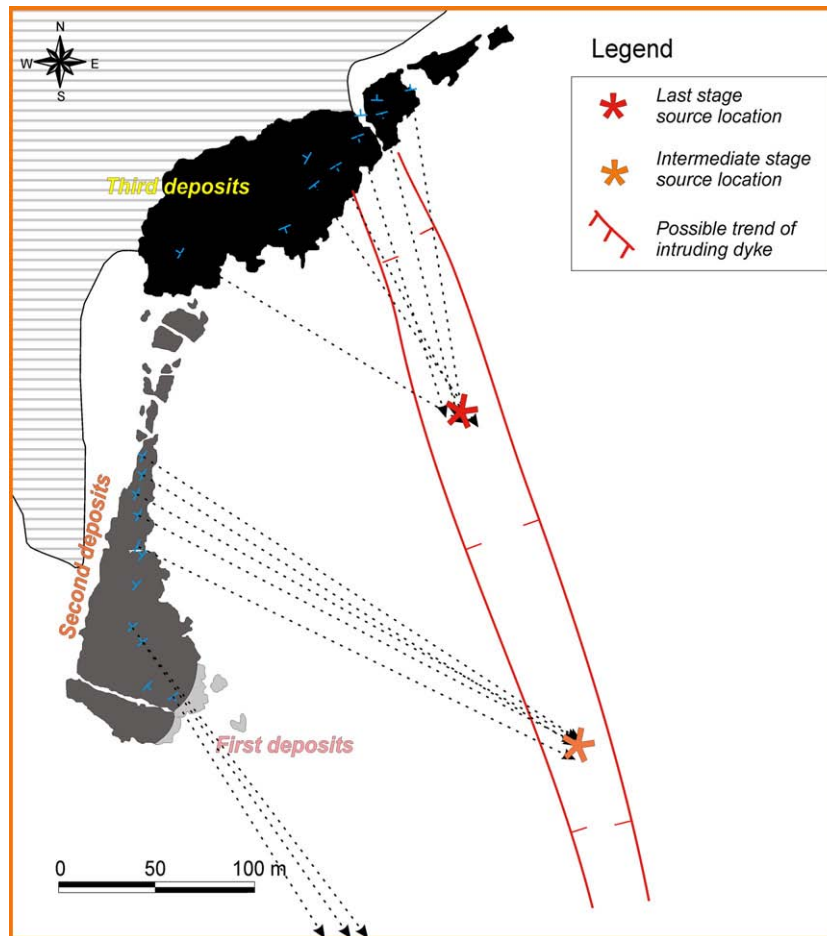 N
W E
S
Legend
Last stage
source location
Intermediate stage
source location
Possible trend of
intruding dyke
Third deposits
Second deposits
First deposits
0 50 100 m